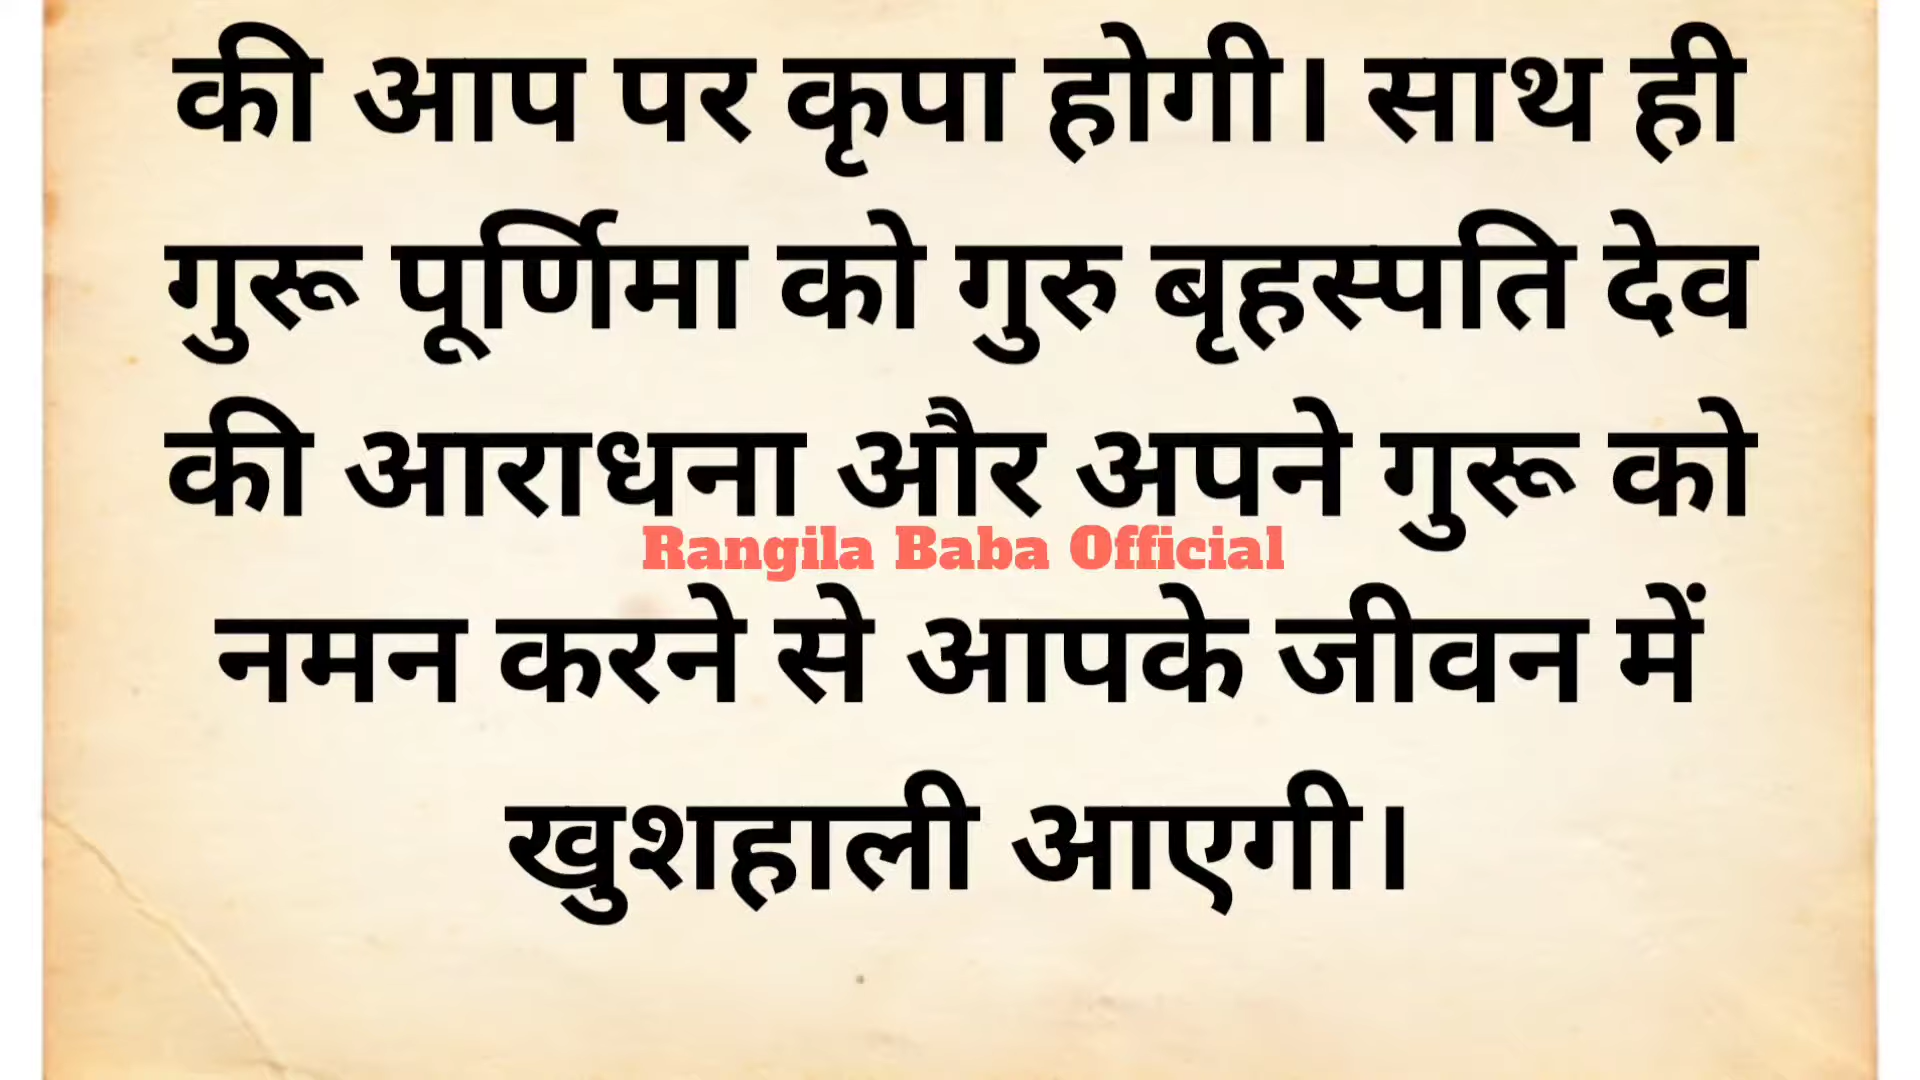 की आप पर कृपा होगी। साथ ही
गुरू पूर्णिमा को गुरु बृहस्पति देव
की आराधना और अपने गुरू को
Rangila Baba Official
नमन करने से आपके जीवन में
खुशहाली आएगी।